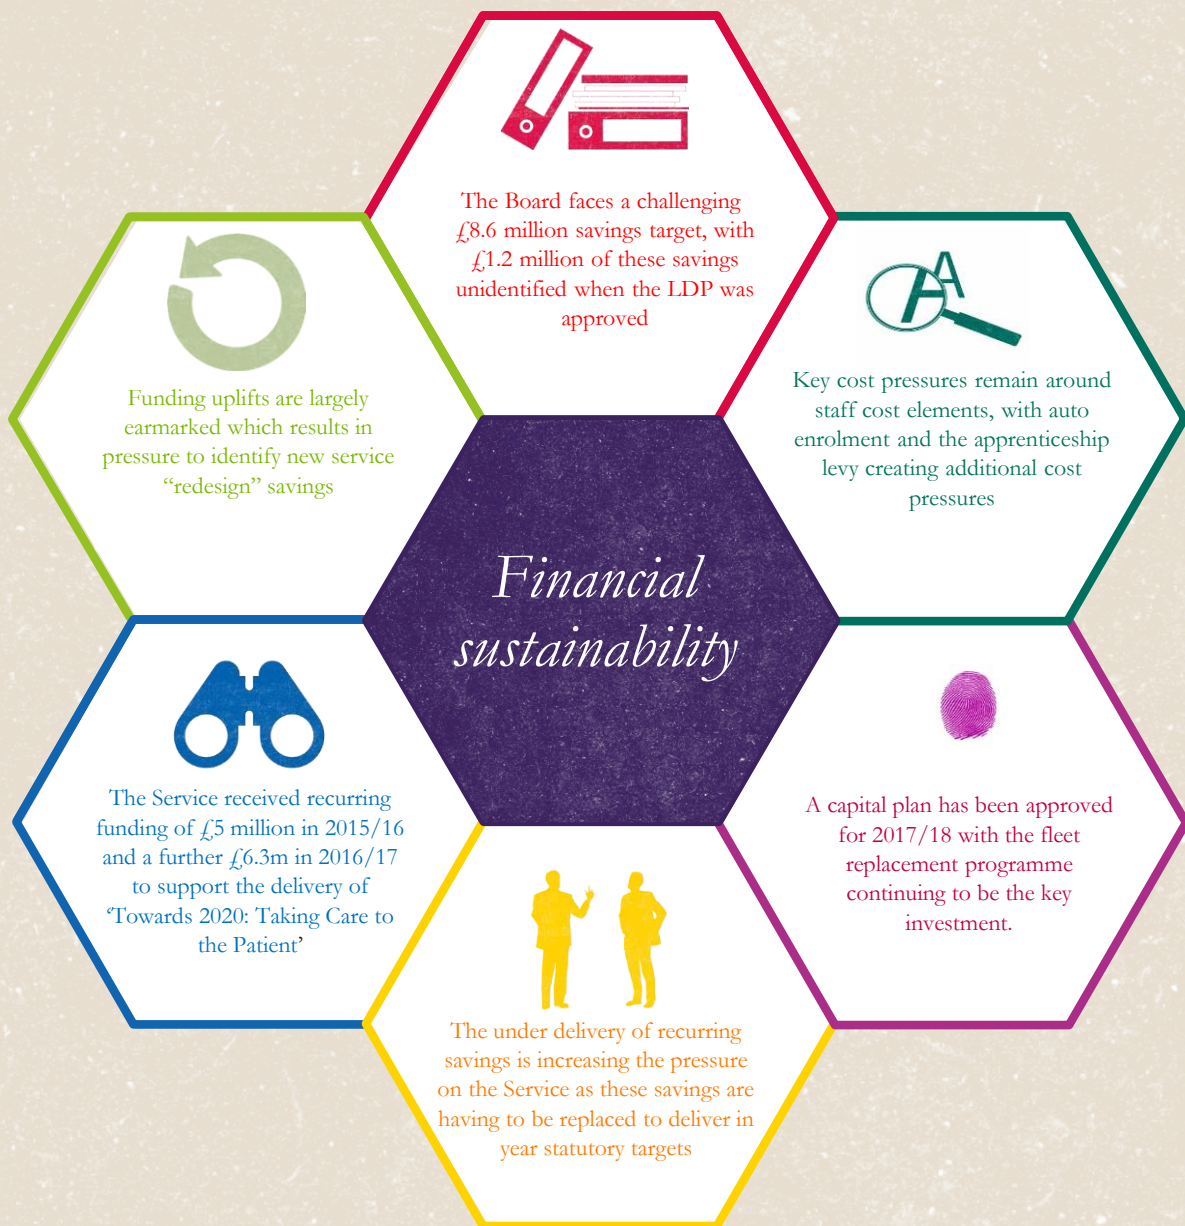 The Board faces a challenging
£8.6 million savings target, with
£1.2 million of these savings
unidentified when the LDP was
approved
Funding uplifts are largely
earmarked which results in
pressure to identify new service
“redesign” savings
Key cost pressures remain around
staff cost elements, with auto
enrolment and the apprenticeship
levy creating additional cost
pressures
Financial
sustainability
The Service received recurring
funding of £5 million in 2015/16
and a further £6.3m in 2016/17
to support the delivery of
‘Towards 2020: Taking Care to
the Patient’
A capital plan has been approved
for 2017/18 with the fleet
replacement programme
continuing to be the key
investment.
The under delivery of recurring
savings is increasing the pressure
on the Service as these savings are
having to be replaced to deliver in
year statutory targets